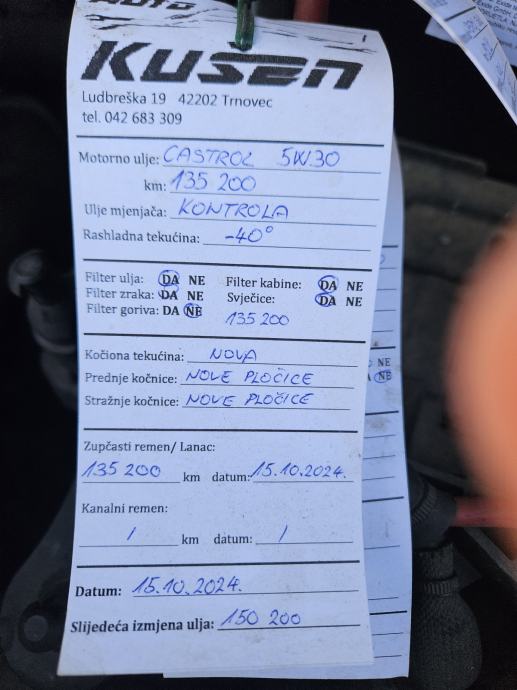 Auto
Kušen
Ludbreška 19 42202 Trnovec
tel. 042 683 309
Motorno ulje: CASTROL 5W30
km: 135 200
Ulje mjenjača: KONTROLA
Rashladna tekućina: -40°
Filter ulja: DA NE Filter kabine: DA NE
Filter zraka: DA NE Svječice: DA NE
Filter goriva: DA NE 135 200
Kočiona tekućina: NOVA
Prednje kočnice: NOVE PLOČICE
Stražnje kočnice: NOVE PLOČICE
Zupčasti remen/ Lanac:
135 200 km datum: 15.10.2024.
Kanalni remen:
/ km datum: /
Datum: 15.10.2024.
Slijedeća izmjena ulja: 150 200
NE
NE